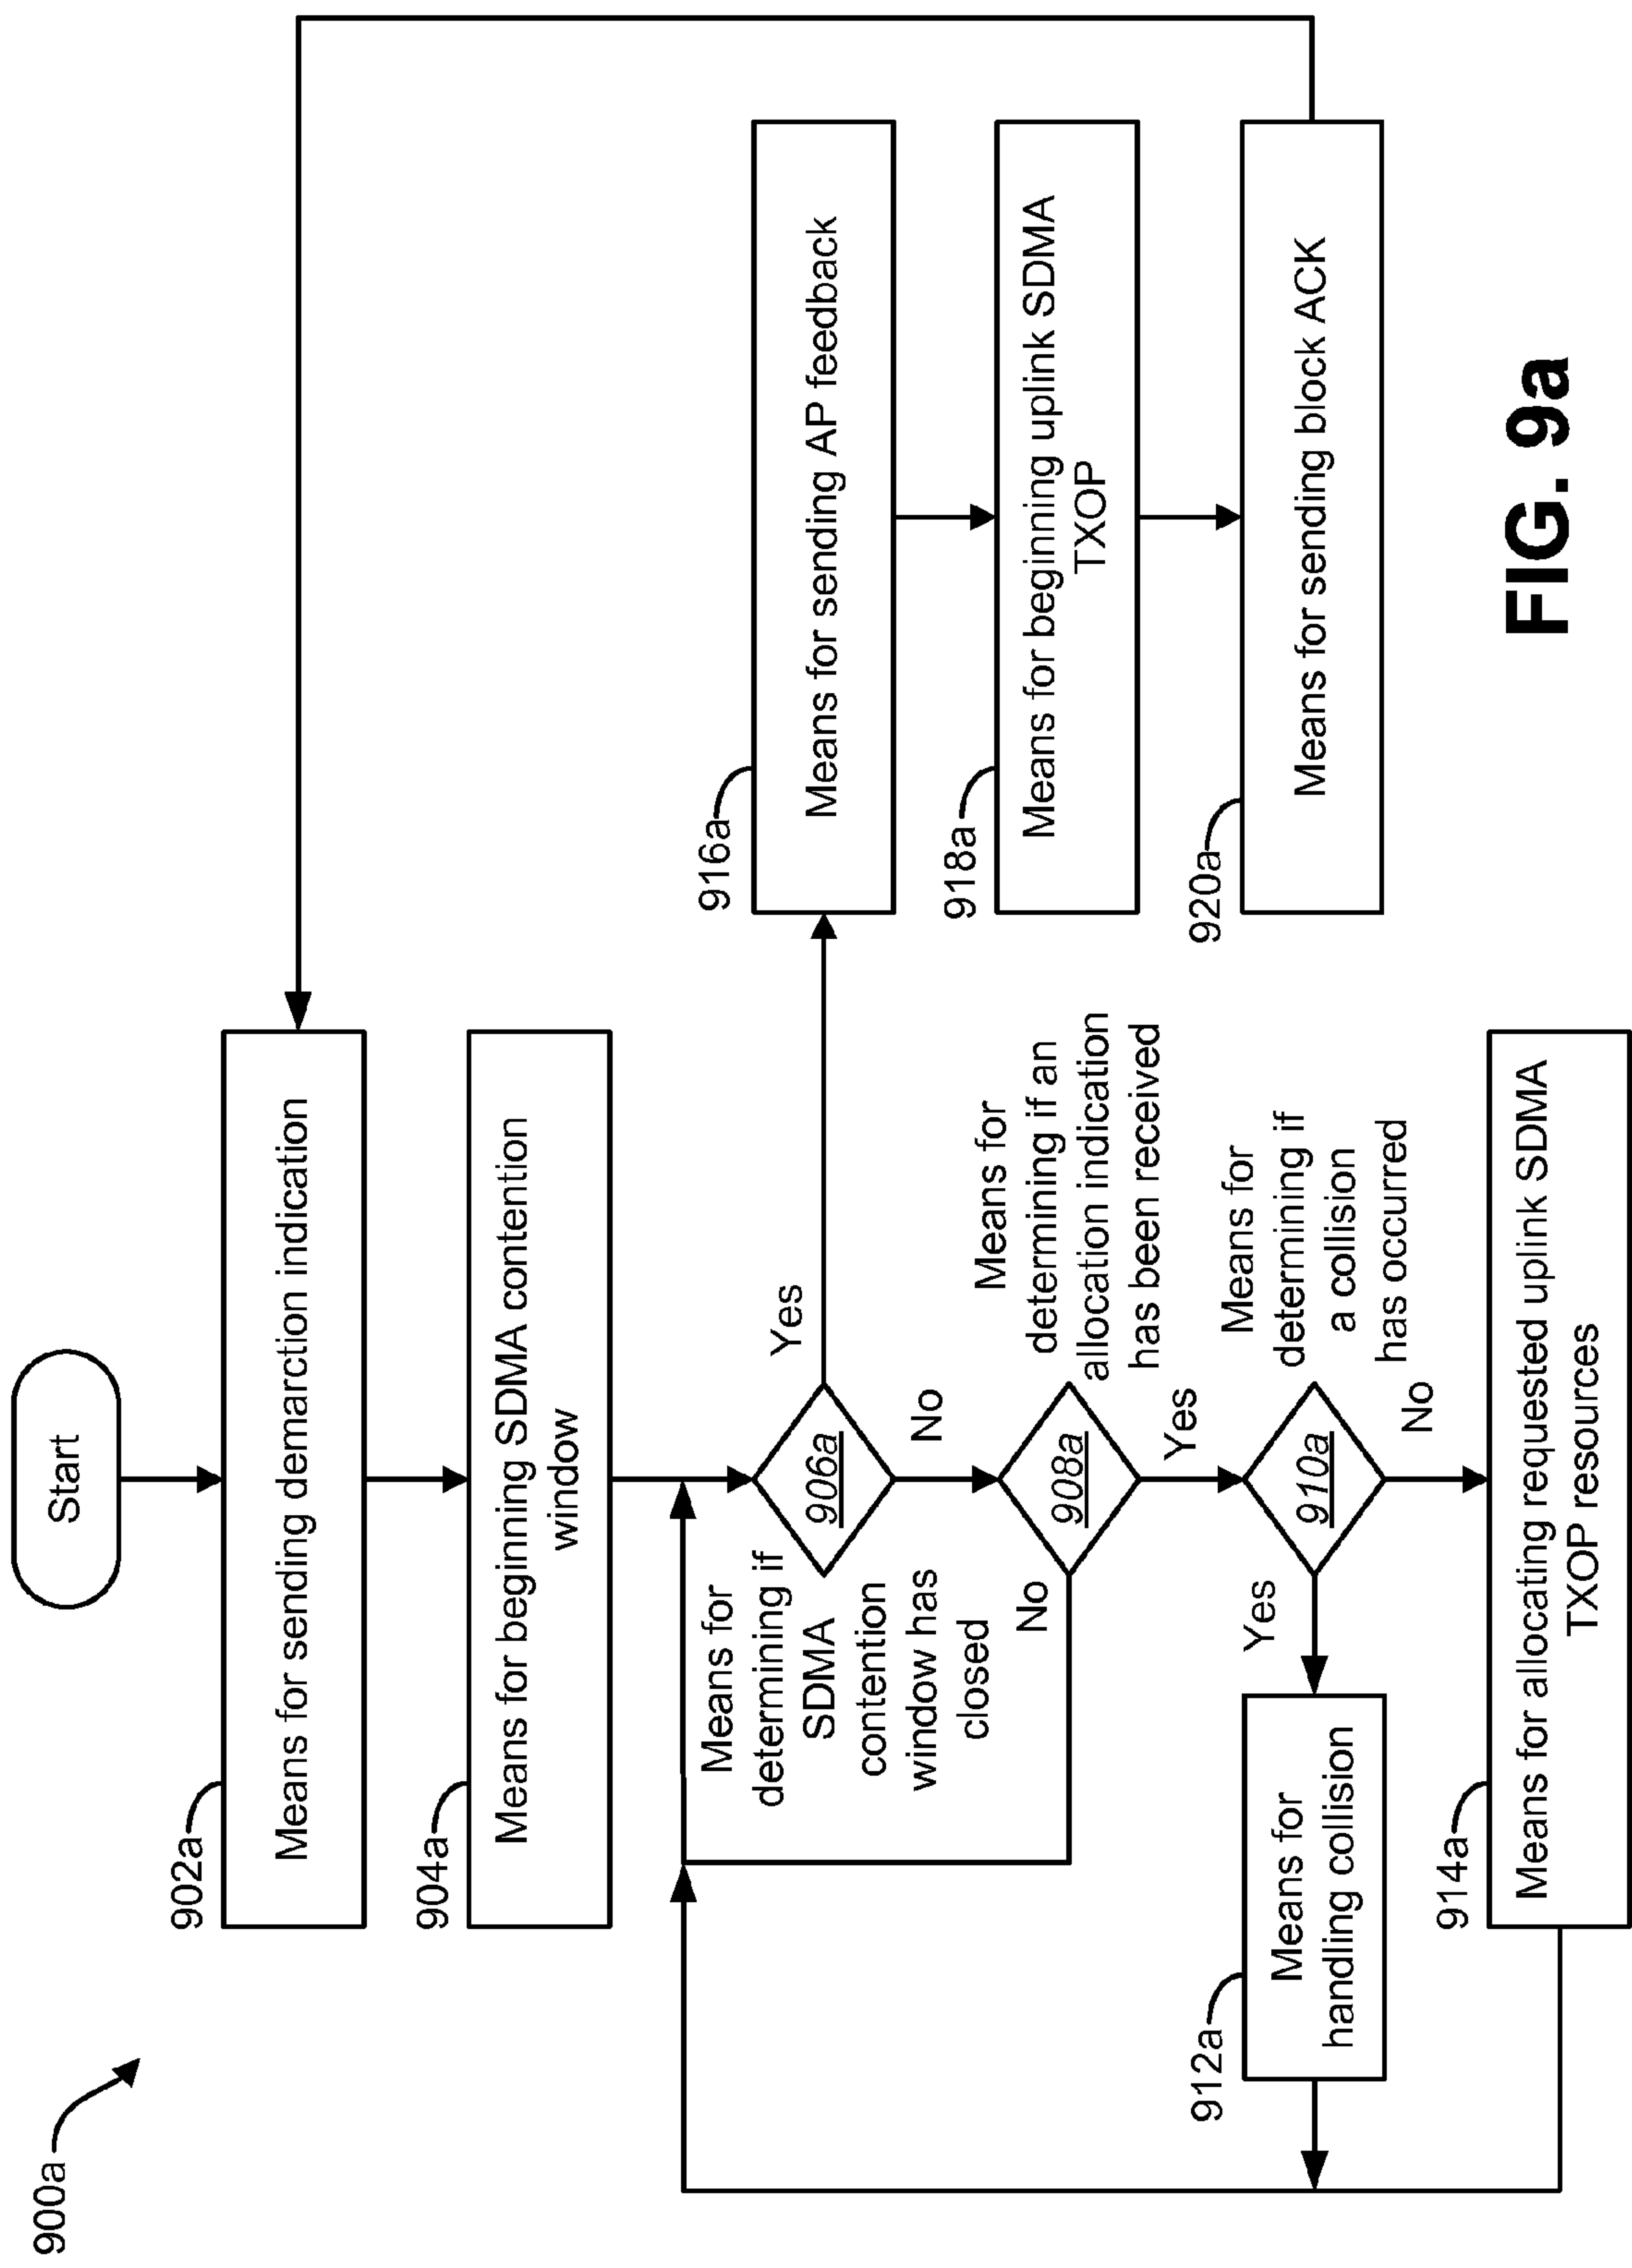 900a
Start
902a
Means for sending demarction indication
904a
Means for beginning SDMA contention
window
Means for
determining if
SDMA
contention
window has
closed
906a
Yes
No
916a
Means for sending AP feedback
918a
Means for beginning uplink SDMA
TXOP
920a
Means for sending block ACK
Means for
determining if an
allocation indication
has been received
908a
No
Yes
Means for
determining if
a collision
has occurred
910a
Yes
No
912a
Means for
handling collision
914a
Means for allocating requested uplink SDMA
TXOP resources
FIG. 9a